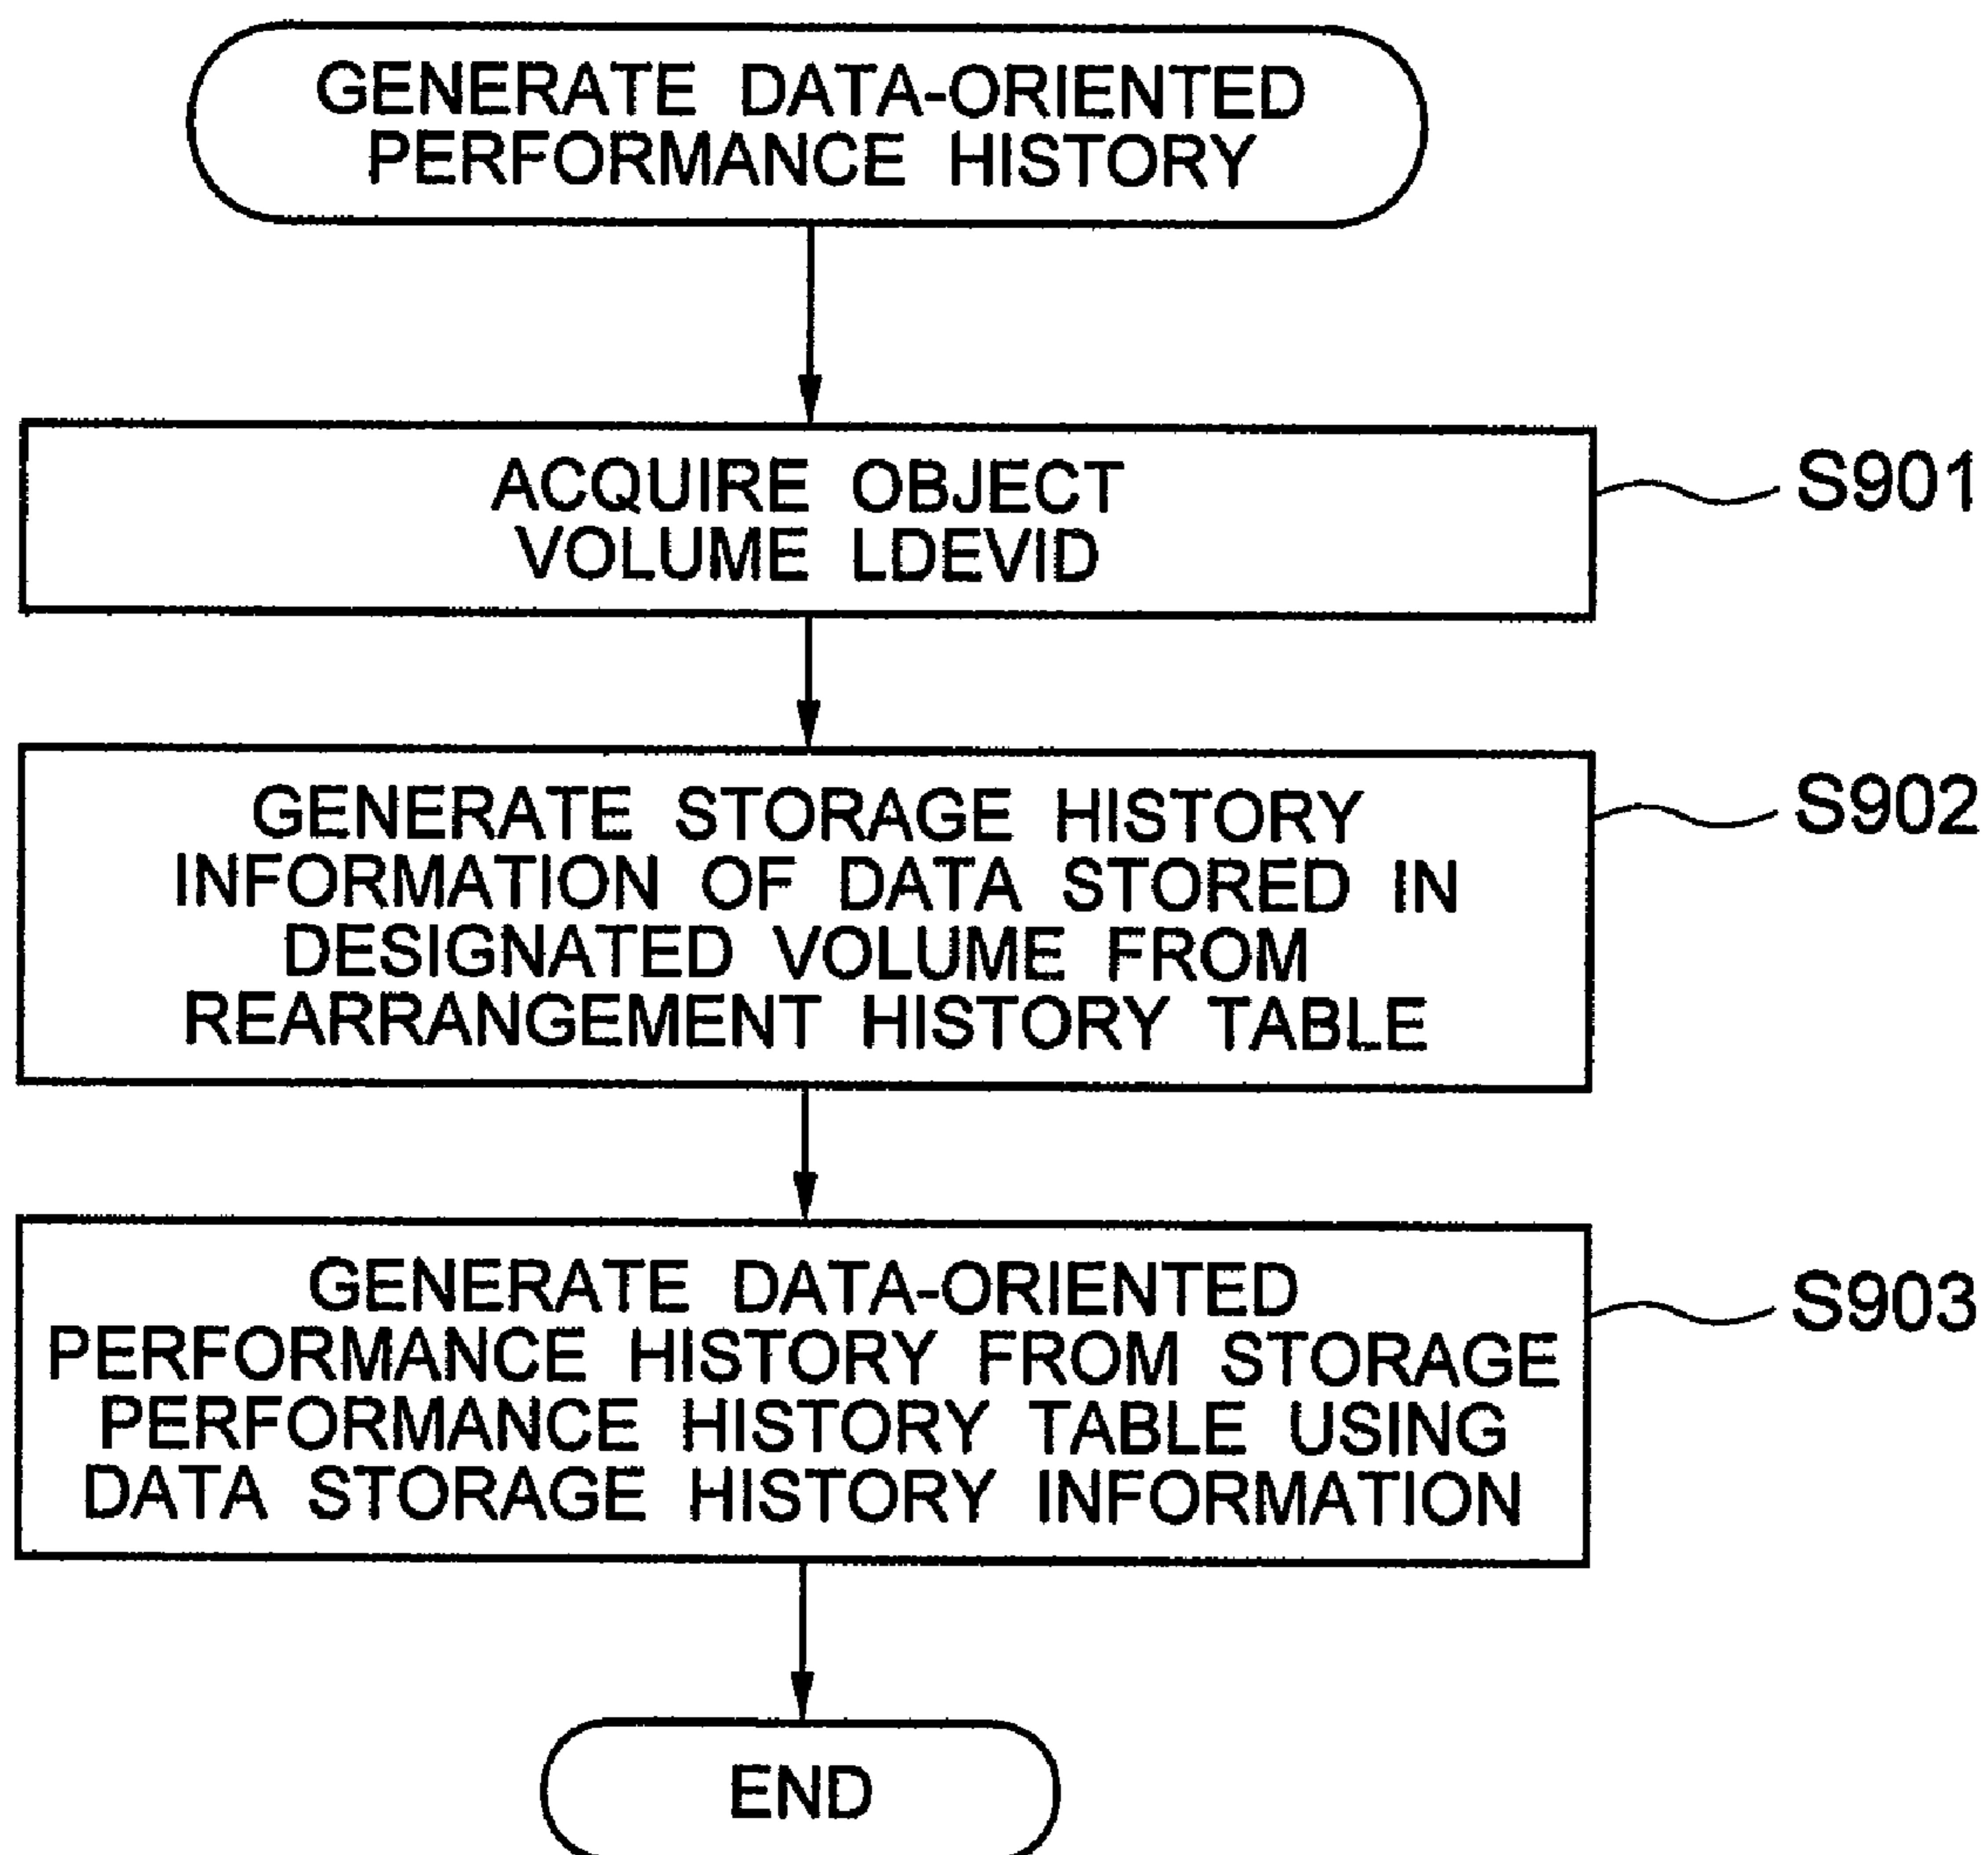 GENERATE DATA-ORIENTED
PERFORMANCE HISTORY
ACQUIRE OBJECT
VOLUME LDEVID
S901
GENERATE STORAGE HISTORY
INFORMATION OF DATA STORED IN
DESIGNATED VOLUME FROM
REARRANGEMENT HISTORY TABLE
S902
GENERATE DATA-ORIENTED
PERFORMANCE HISTORY FROM STORAGE
PERFORMANCE HISTORY TABLE USING
DATA STORAGE HISTORY INFORMATION
S903
END